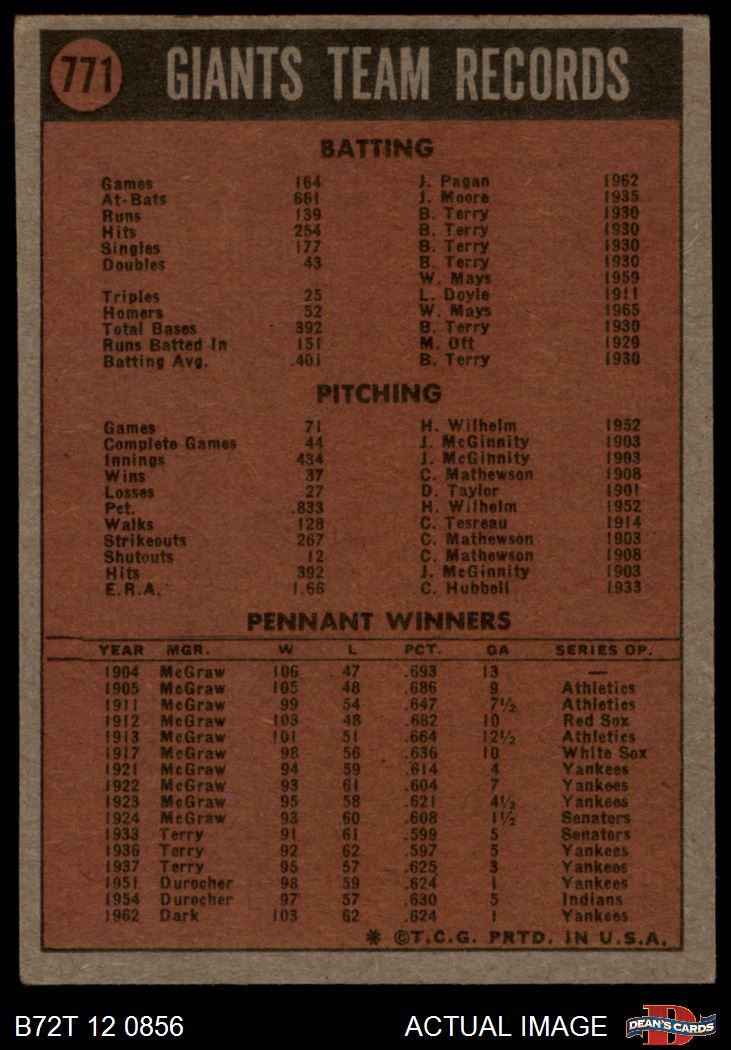 771 GIANTS TEAM RECORDS
BATTING
Games 164 J. Pagan 1962
At-Bats 681 J. Moore 1935
Runs 139 B. Terry 1930
Hits 254 B. Terry 1930
Singles 177 B. Terry 1930
Doubles 43 B. Terry 1930
W. Mays 1959
Triples 25 L. Doyle 1911
Homers 52 W. Mays 1965
Total Bases 392 B. Terry 1930
Runs Batted In 151 M. Ott 1929
Batting Avg. .401 B. Terry 1930
PITCHING
Games 71 H. Wilhelm 1952
Complete Games 44 J. McGinnity 1903
Innings 434 J. McGinnity 1903
Wins 37 C. Mathewson 1908
Losses 27 D. Taylor 1901
Pct. .833 H. Wilhelm 1952
Walks 128 C. Tesreau 1914
Strikeouts 267 C. Mathewson 1903
Shutouts 12 C. Mathewson 1908
Hits 392 J. McGinnity 1903
E.R.A. 1.66 C. Hubbell 1933
PENNANT WINNERS
YEAR MGR. W L PCT. GA SERIES OP.
1904 McGraw 106 47 .693 13 —
1905 McGraw 105 48 .686 9 Athletics
1911 McGraw 99 54 .647 7½ Athletics
1912 McGraw 103 48 .682 10 Red Sox
1913 McGraw 101 51 .664 12½ Athletics
1917 McGraw 98 56 .636 10 White Sox
1921 McGraw 94 59 .614 4 Yankees
1922 McGraw 93 61 .604 7 Yankees
1923 McGraw 95 58 .621 4½ Yankees
1924 McGraw 93 60 .608 1½ Senators
1933 Terry 91 61 .599 5 Senators
1936 Terry 92 62 .597 5 Yankees
1937 Terry 95 57 .625 3 Yankees
1951 Durocher 98 59 .624 1 Yankees
1954 Durocher 97 57 .630 5 Indians
1962 Dark 103 62 .624 1 Yankees
* ©T.C.G. PRTD. IN U.S.A.
B72T 12 0856 ACTUAL IMAGE DEAN'S CARDS